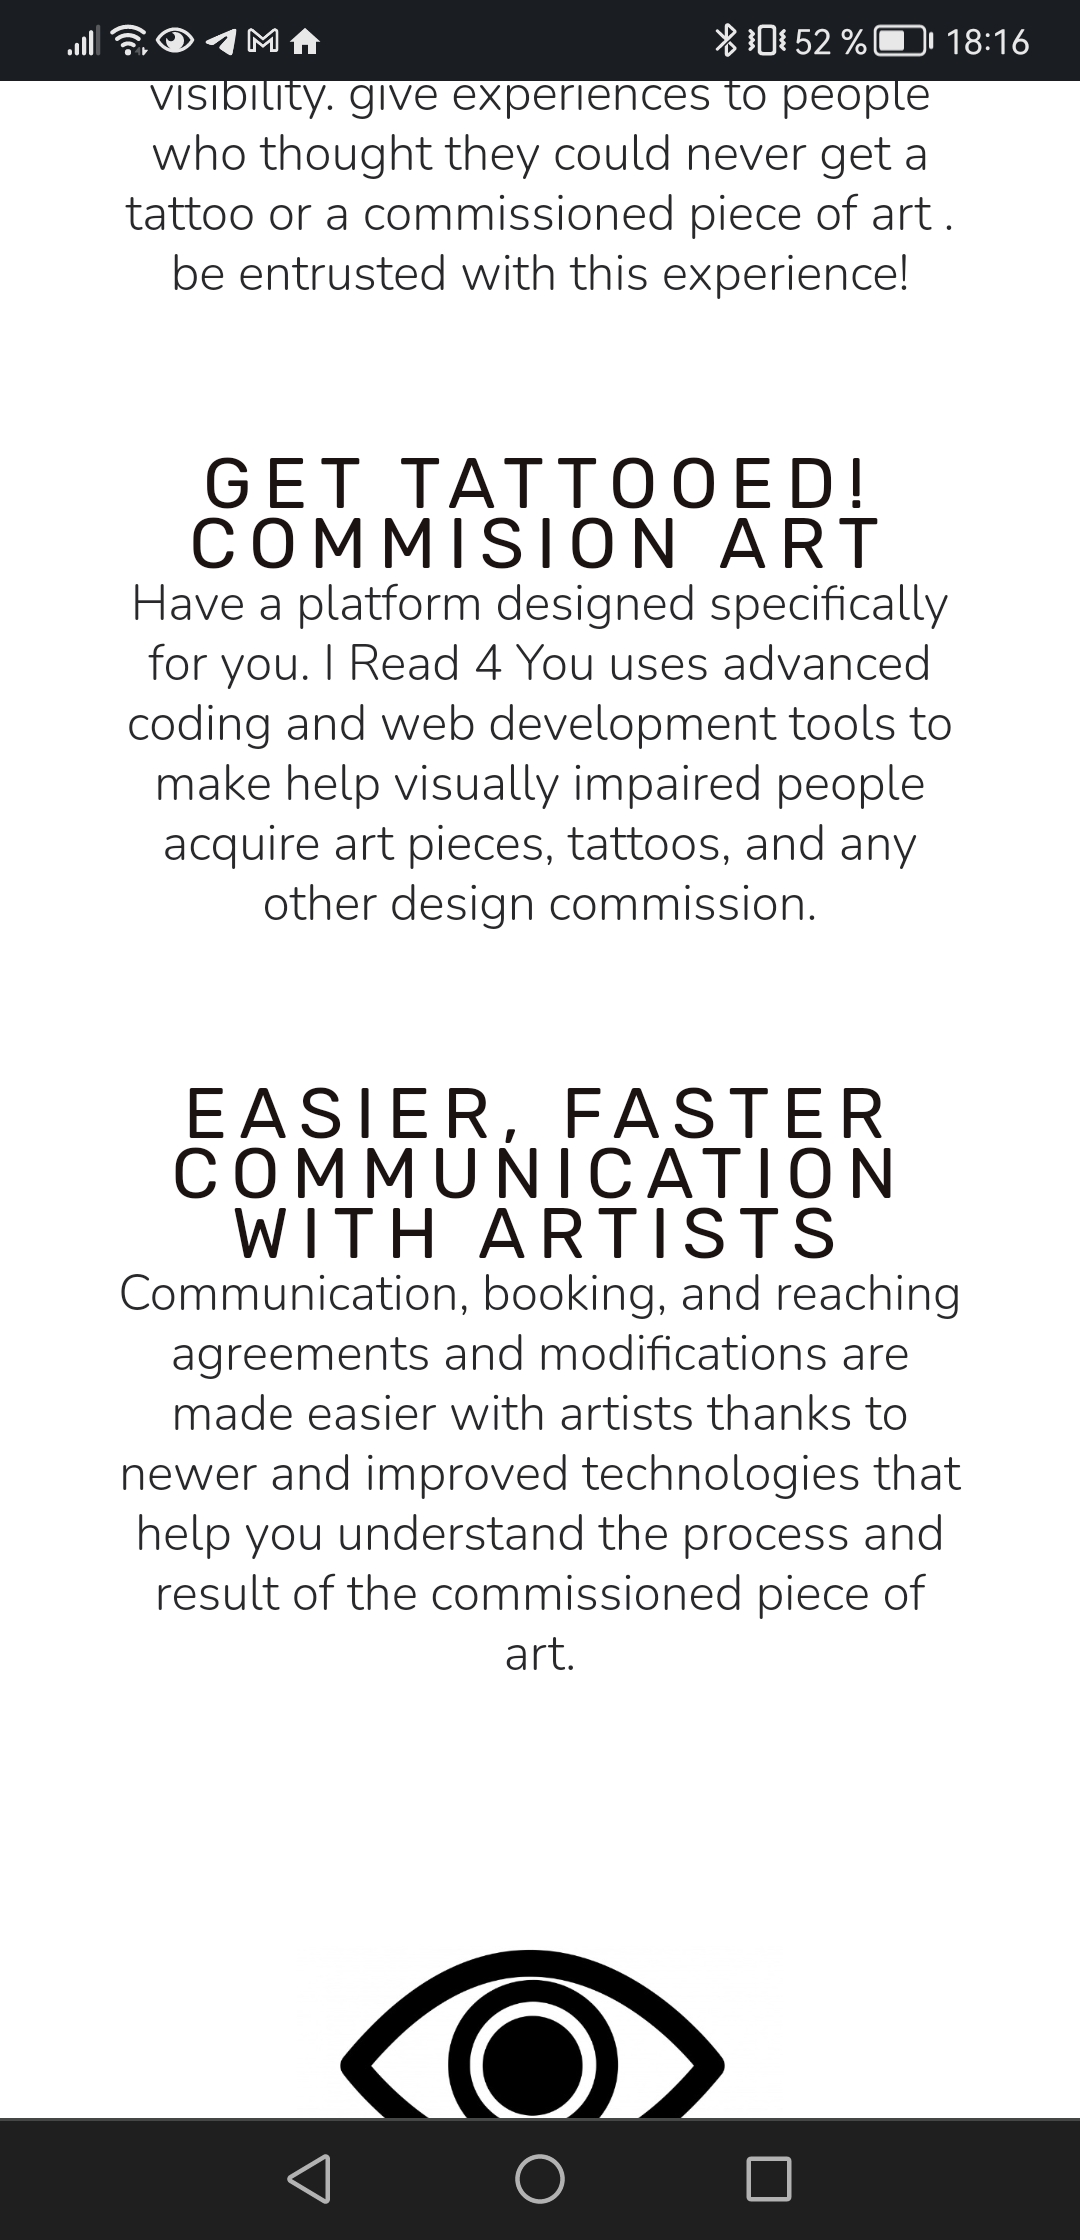 52 % 18:16
visibility. give experiences to people
who thought they could never get a
tattoo or a commissioned piece of art .
be entrusted with this experience!
GET TATTOOED!
COMMISION ART
Have a platform designed specifically
for you. I Read 4 You uses advanced
coding and web development tools to
make help visually impaired people
acquire art pieces, tattoos, and any
other design commission.
EASIER, FASTER
COMMUNICATION
WITH ARTISTS
Communication, booking, and reaching
agreements and modifications are
made easier with artists thanks to
newer and improved technologies that
help you understand the process and
result of the commissioned piece of
art.